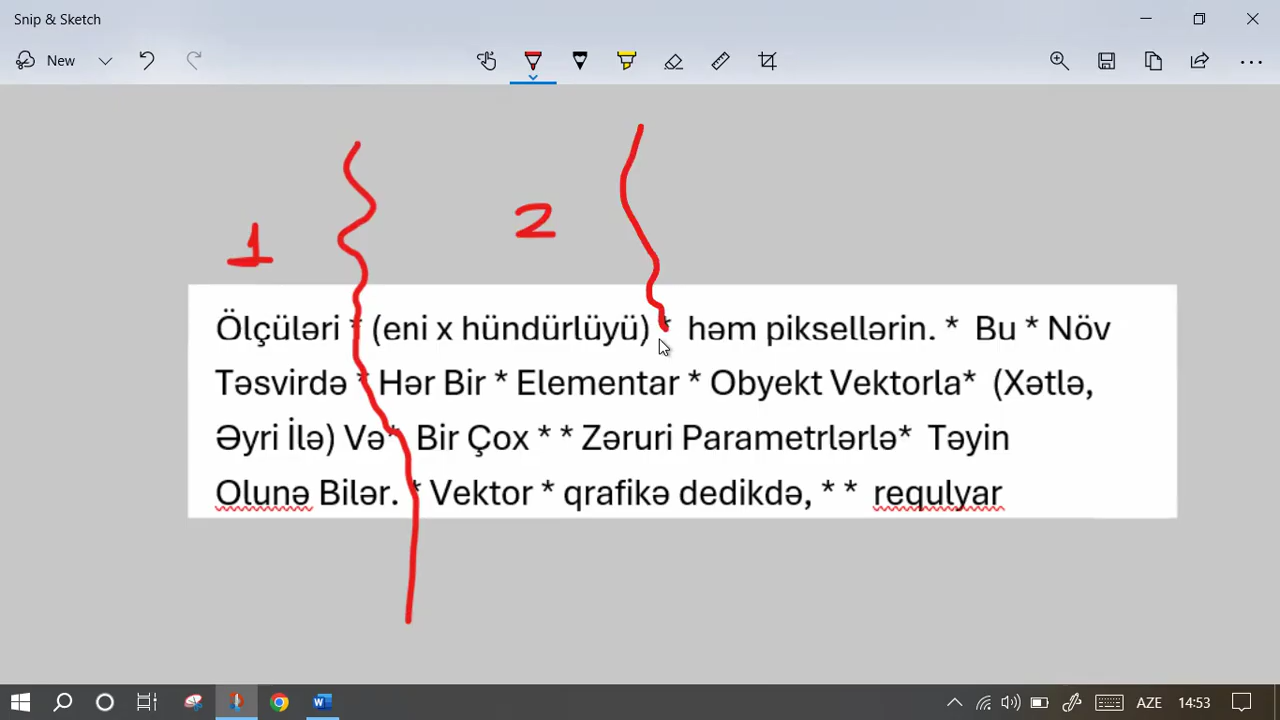 Snip & Sketch
New
1
2
Ölçüləri * (eni x hündürlüyü) * həm piksellərin. * Bu * Növ
Təsvirdə * Hər Bir * Elementar * Obyekt Vektorla* (Xətlə,
Əyri İlə) Və* Bir Çox * * Zəruri Parametrlərlə* Təyin
Olunə Bilər. * Vektor * qrafikə dedikdə, * * requlyar
AZE
14:53